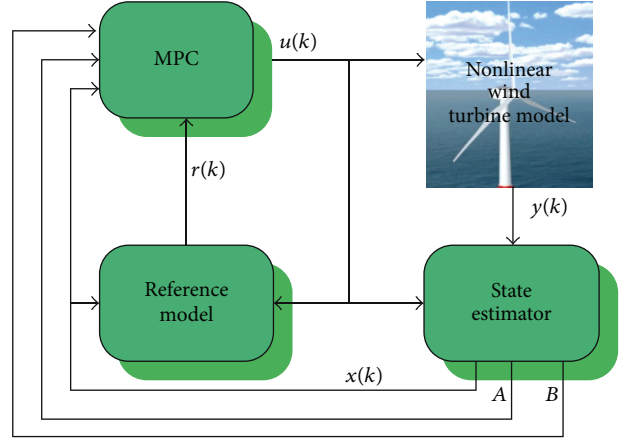 MPC
u(k)
Nonlinear
wind
turbine model
r(k)
y(k)
Reference
model
State
estimator
x(k)
A
B